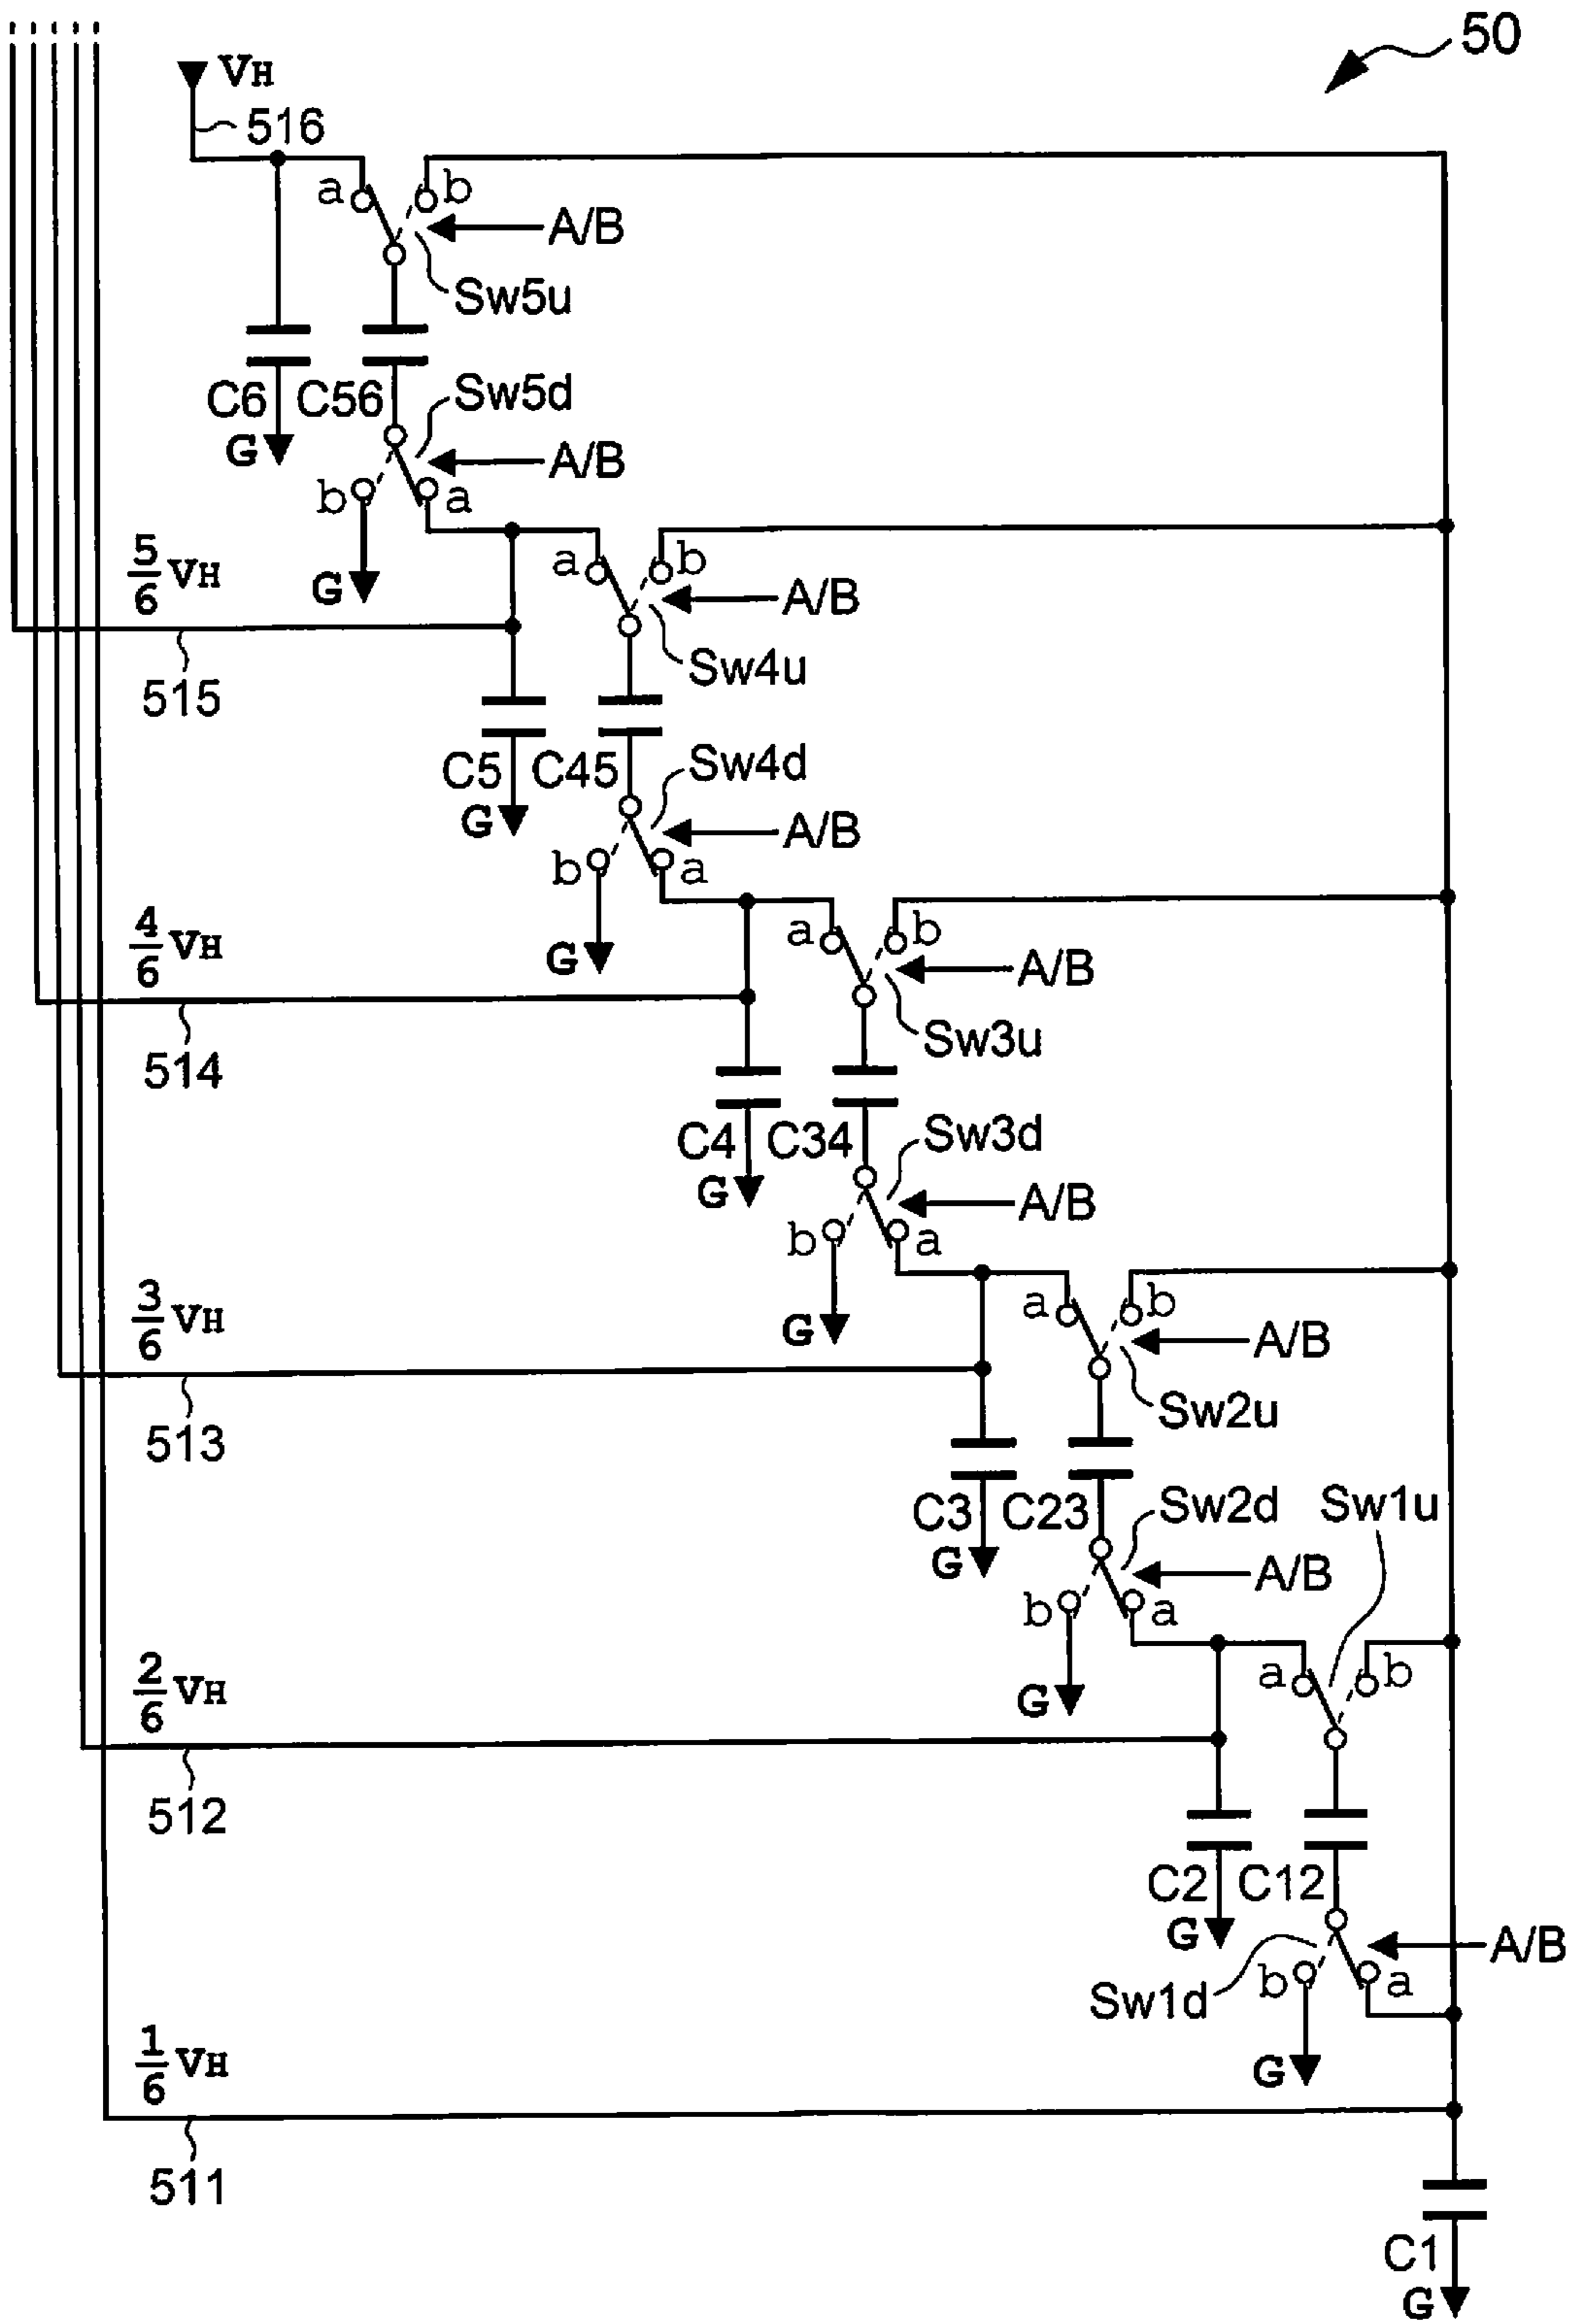 50
VH
516
a
b
A/B
Sw5u
C6
C56
Sw5d
G
A/B
b
a
G
5/6 VH
515
a
b
A/B
Sw4u
C5
C45
Sw4d
G
A/B
b
a
G
4/6 VH
514
a
b
A/B
Sw3u
C4
C34
Sw3d
G
A/B
b
a
G
3/6 VH
513
a
b
A/B
Sw2u
C3
C23
Sw2d
Sw1u
G
A/B
b
a
G
2/6 VH
512
a
b
C2
C12
G
A/B
Sw1d
b
a
G
1/6 VH
511
C1
G